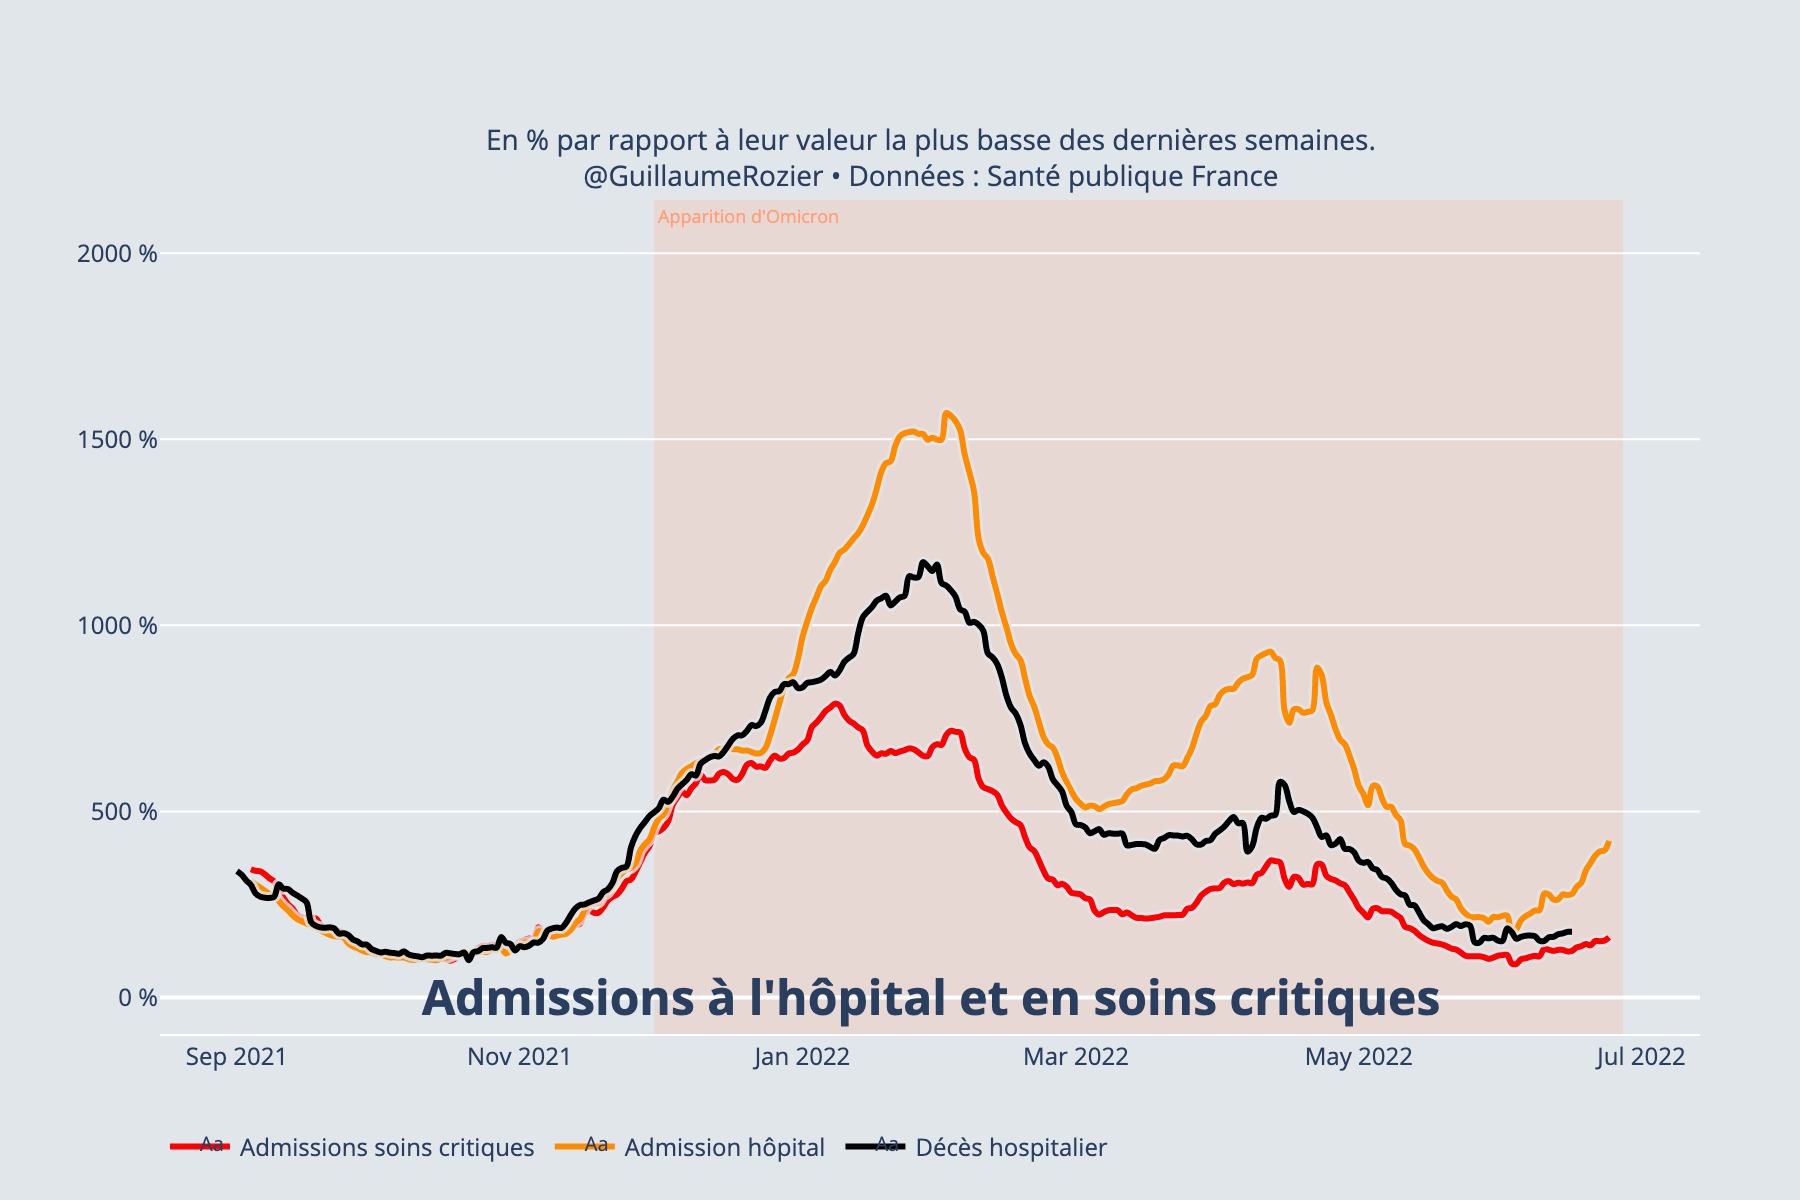 En % par rapport à leur valeur la plus basse des dernières semaines.
@GuillaumeRozier • Données : Santé publique France
Apparition d'Omicron
2000 %
1500 %
1000 %
500 %
0 %
Admissions à l'hôpital et en soins critiques
Sep 2021
Nov 2021
Jan 2022
Mar 2022
May 2022
Jul 2022
Aa Admissions soins critiques
Aa Admission hôpital
Aa Décès hospitalier